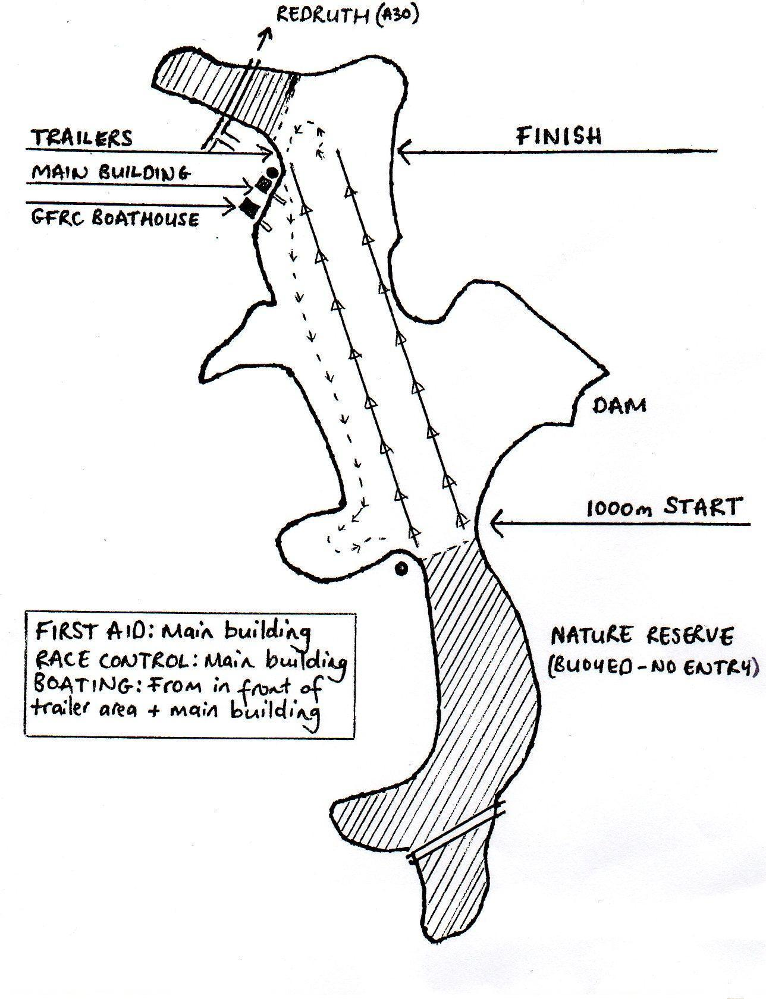 REDRUTH (A30)
TRAILERS
FINISH
MAIN BUILDING
GFRC BOATHOUSE
DAM
1000m START
FIRST AID: Main building
RACE CONTROL: Main building
BOATING: From in front of
trailer area + main building
NATURE RESERVE
(BUOYED - NO ENTRY)